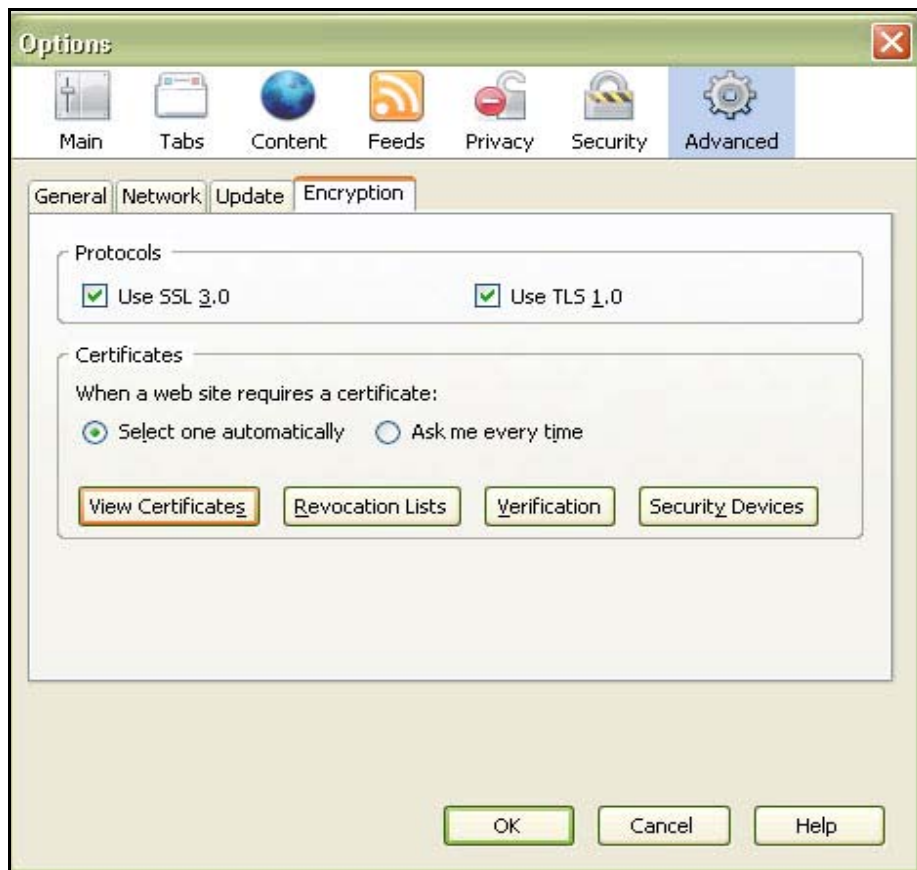 Options
Main Tabs Content Feeds Privacy Security Advanced
General Network Update Encryption
Protocols
Use SSL 3.0 Use TLS 1.0
Certificates
When a web site requires a certificate:
Select one automatically Ask me every time
View Certificates Revocation Lists Verification Security Devices
OK Cancel Help